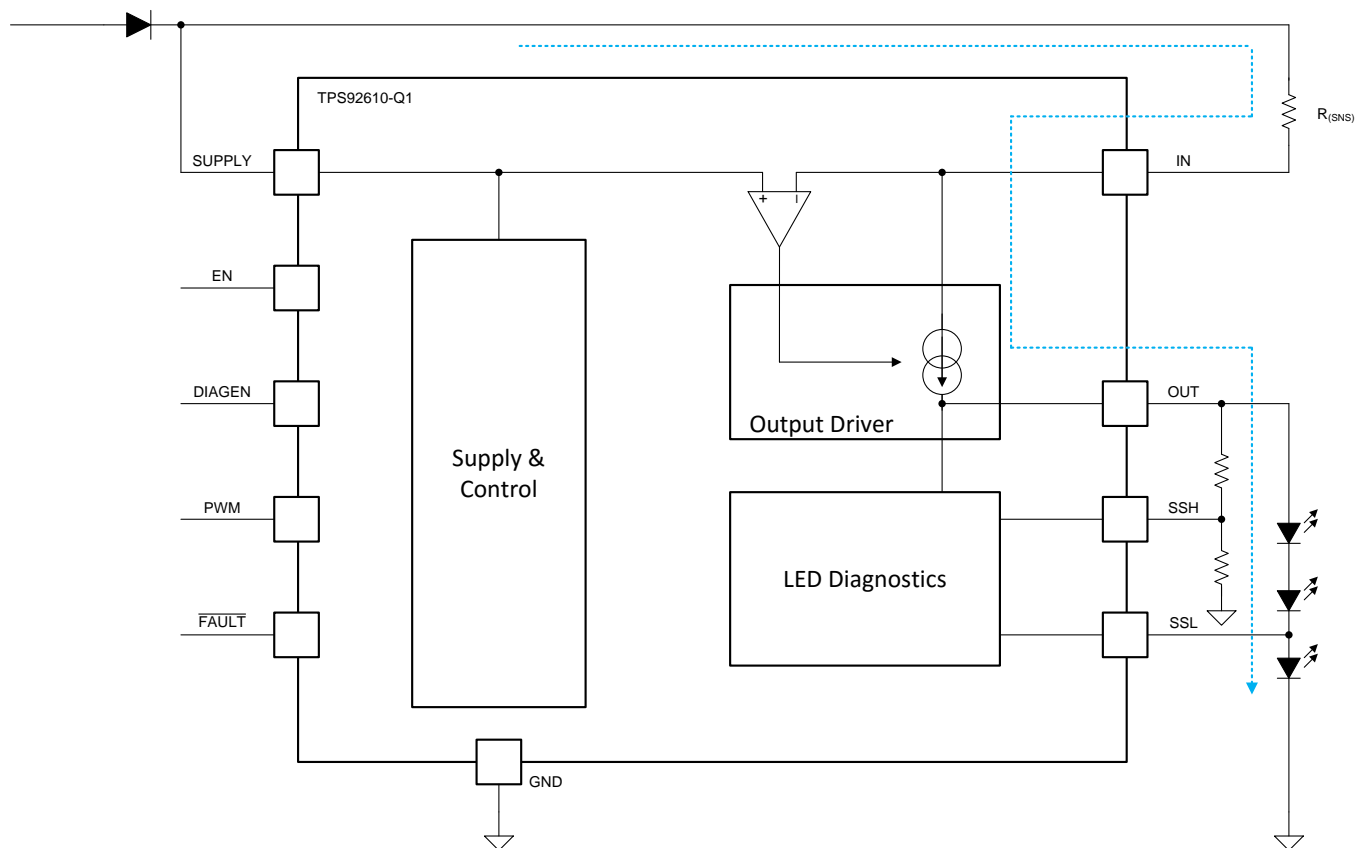 TPS92610-Q1
R(SNS)
SUPPLY
IN
+
–
EN
DIAGEN
OUT
Output Driver
Supply &
Control
PWM
SSH
LED Diagnostics
FAULT
SSL
GND